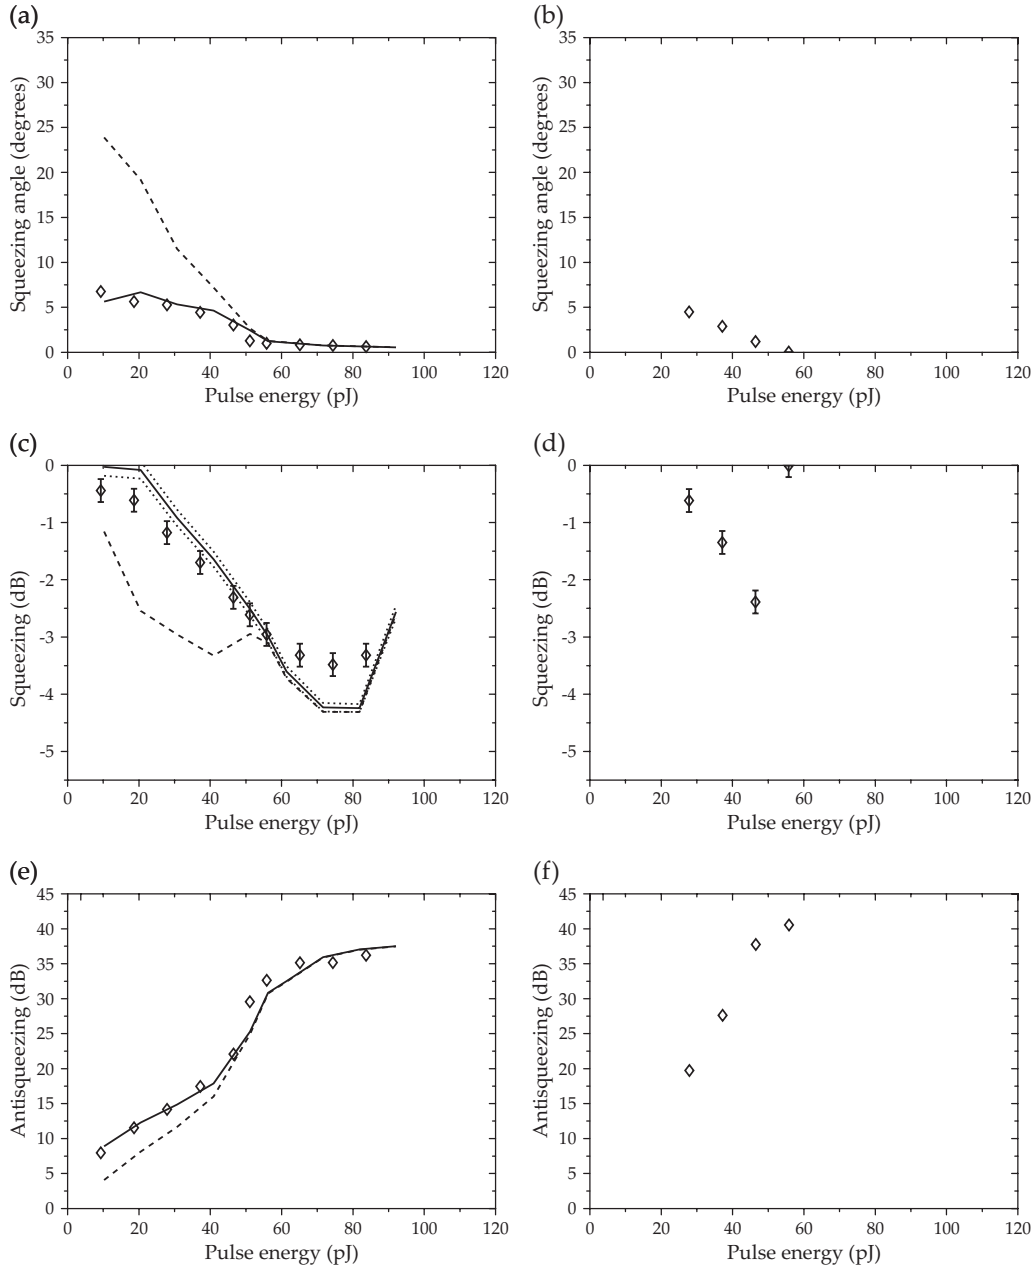 (a)
35
30
25
20
15
10
5
0
Squeezing angle (degrees)
0 20 40 60 80 100 120
Pulse energy (pJ)
(b)
35
30
25
20
15
10
5
0
Squeezing angle (degrees)
0 20 40 60 80 100 120
Pulse energy (pJ)
(c)
0
-1
-2
-3
-4
-5
Squeezing (dB)
0 20 40 60 80 100 120
Pulse energy (pJ)
(d)
0
-1
-2
-3
-4
-5
Squeezing (dB)
0 20 40 60 80 100 120
Pulse energy (pJ)
(e)
45
40
35
30
25
20
15
10
5
0
Antisqueezing (dB)
0 20 40 60 80 100 120
Pulse energy (pJ)
(f)
45
40
35
30
25
20
15
10
5
0
Antisqueezing (dB)
0 20 40 60 80 100 120
Pulse energy (pJ)